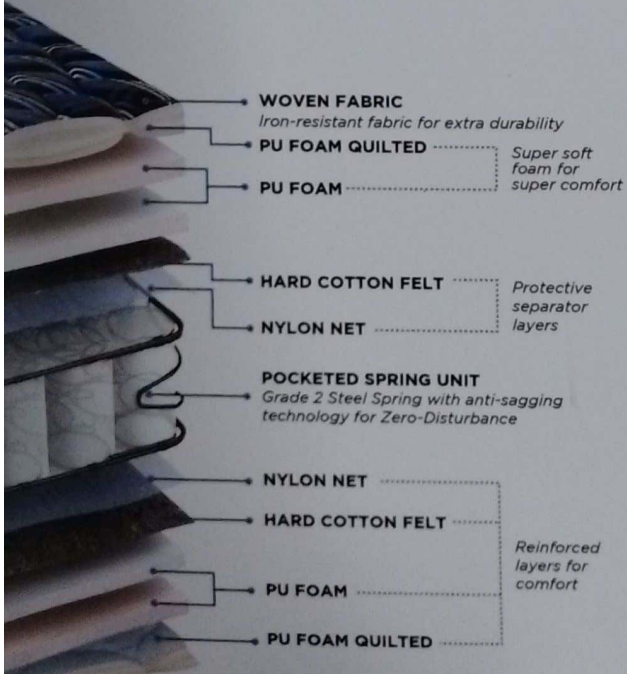 WOVEN FABRIC
Iron-resistant fabric for extra durability
PU FOAM QUILTED
Super soft
foam for
super comfort
PU FOAM
HARD COTTON FELT
Protective
separator
layers
NYLON NET
POCKETED SPRING UNIT
Grade 2 Steel Spring with anti-sagging
technology for Zero-Disturbance
NYLON NET
HARD COTTON FELT
Reinforced
layers for
comfort
PU FOAM
PU FOAM QUILTED